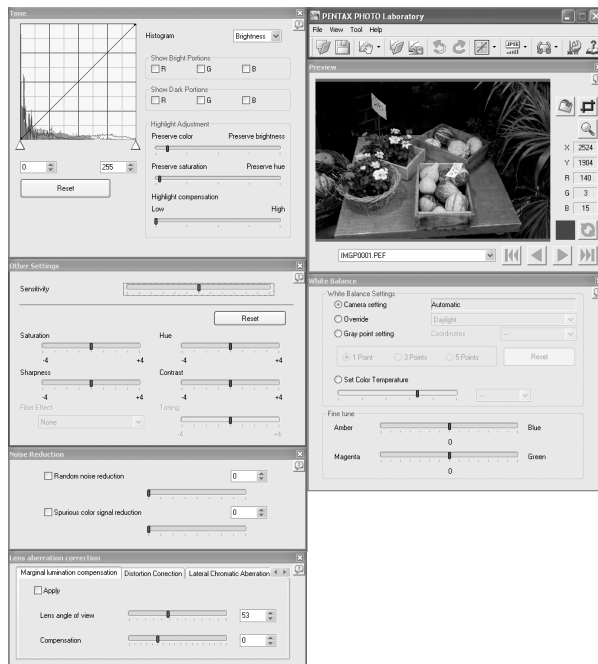 Tone
Histogram
Brightness
Show Bright Portions
R G B
Show Dark Portions
R G B
Highlight Adjustment
Preserve color Preserve brightness
Preserve saturation Preserve hue
Highlight compensation
Low High
0 255
Reset
Other Settings
Sensitivity
Reset
Saturation Hue
-4 +4 -4 +4
Sharpness Contrast
-4 +4 -4 +4
Filter Effect Toning
None
-4 +4
Noise Reduction
Random noise reduction 0
Spurious color signal reduction 0
Lens aberration correction
Marginal lumination compensation Distortion Correction Lateral Chromatic Aberration
Apply
Lens angle of view 53
Compensation 0
PENTAX PHOTO Laboratory
File View Tool Help
JPEG
Preview
X 2524
Y 1904
R 140
G 3
B 15
IMGP0001.PEF
White Balance
White Balance Settings
Camera setting Automatic
Override Daylight
Gray point setting Coordinates ---
1 Point 3 Points 5 Points Reset
Set Color Temperature
---
Fine tune
Amber Blue
0
Magenta Green
0